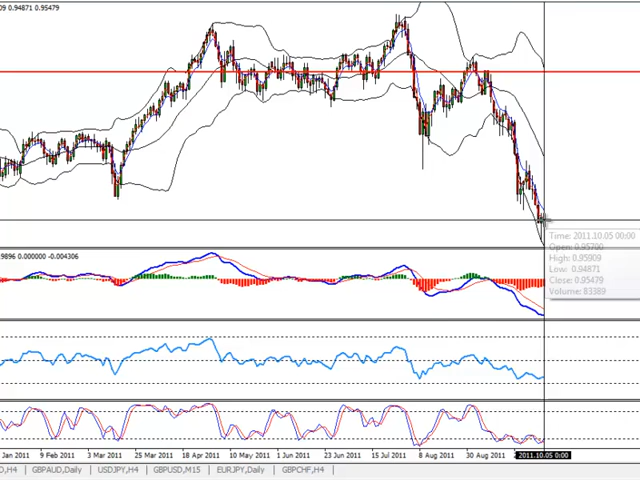 09 0.94871 0.95479
Time: 2011.10.05 00:00
Open: 0.95700
High: 0.95909
Low: 0.94871
Close: 0.95479
Volume: 83389
9896 0.000000 -0.004306
Jan 2011 9 Feb 2011 3 Mar 2011 25 Mar 2011 18 Apr 2011 10 May 2011 1 Jun 2011 23 Jun 2011 15 Jul 2011 8 Aug 2011 30 Aug 2011 2011.10.05 00:00
,H4 GBPAUD,Daily USDJPY,H4 GBPUSD,M15 EURJPY,Daily GBPCHF,H4